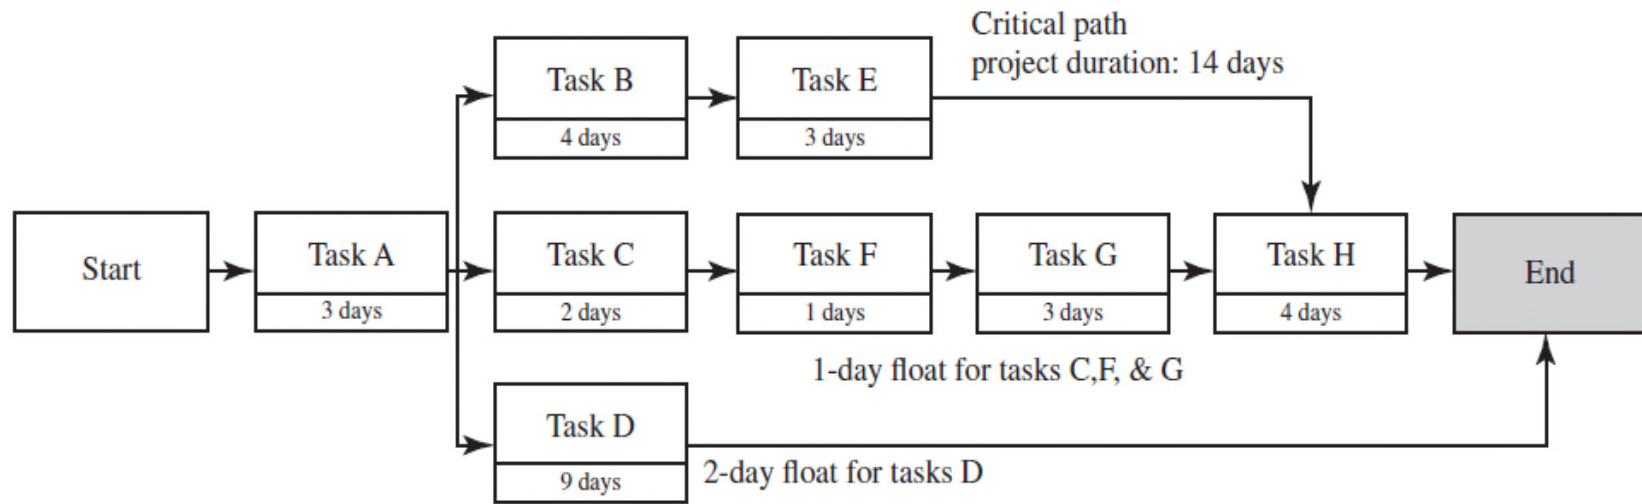 Critical path
project duration: 14 days
Task B
4 days
Task E
3 days
Start
Task A
3 days
Task C
2 days
Task F
1 days
Task G
3 days
Task H
4 days
End
1-day float for tasks C,F, & G
Task D
9 days
2-day float for tasks D